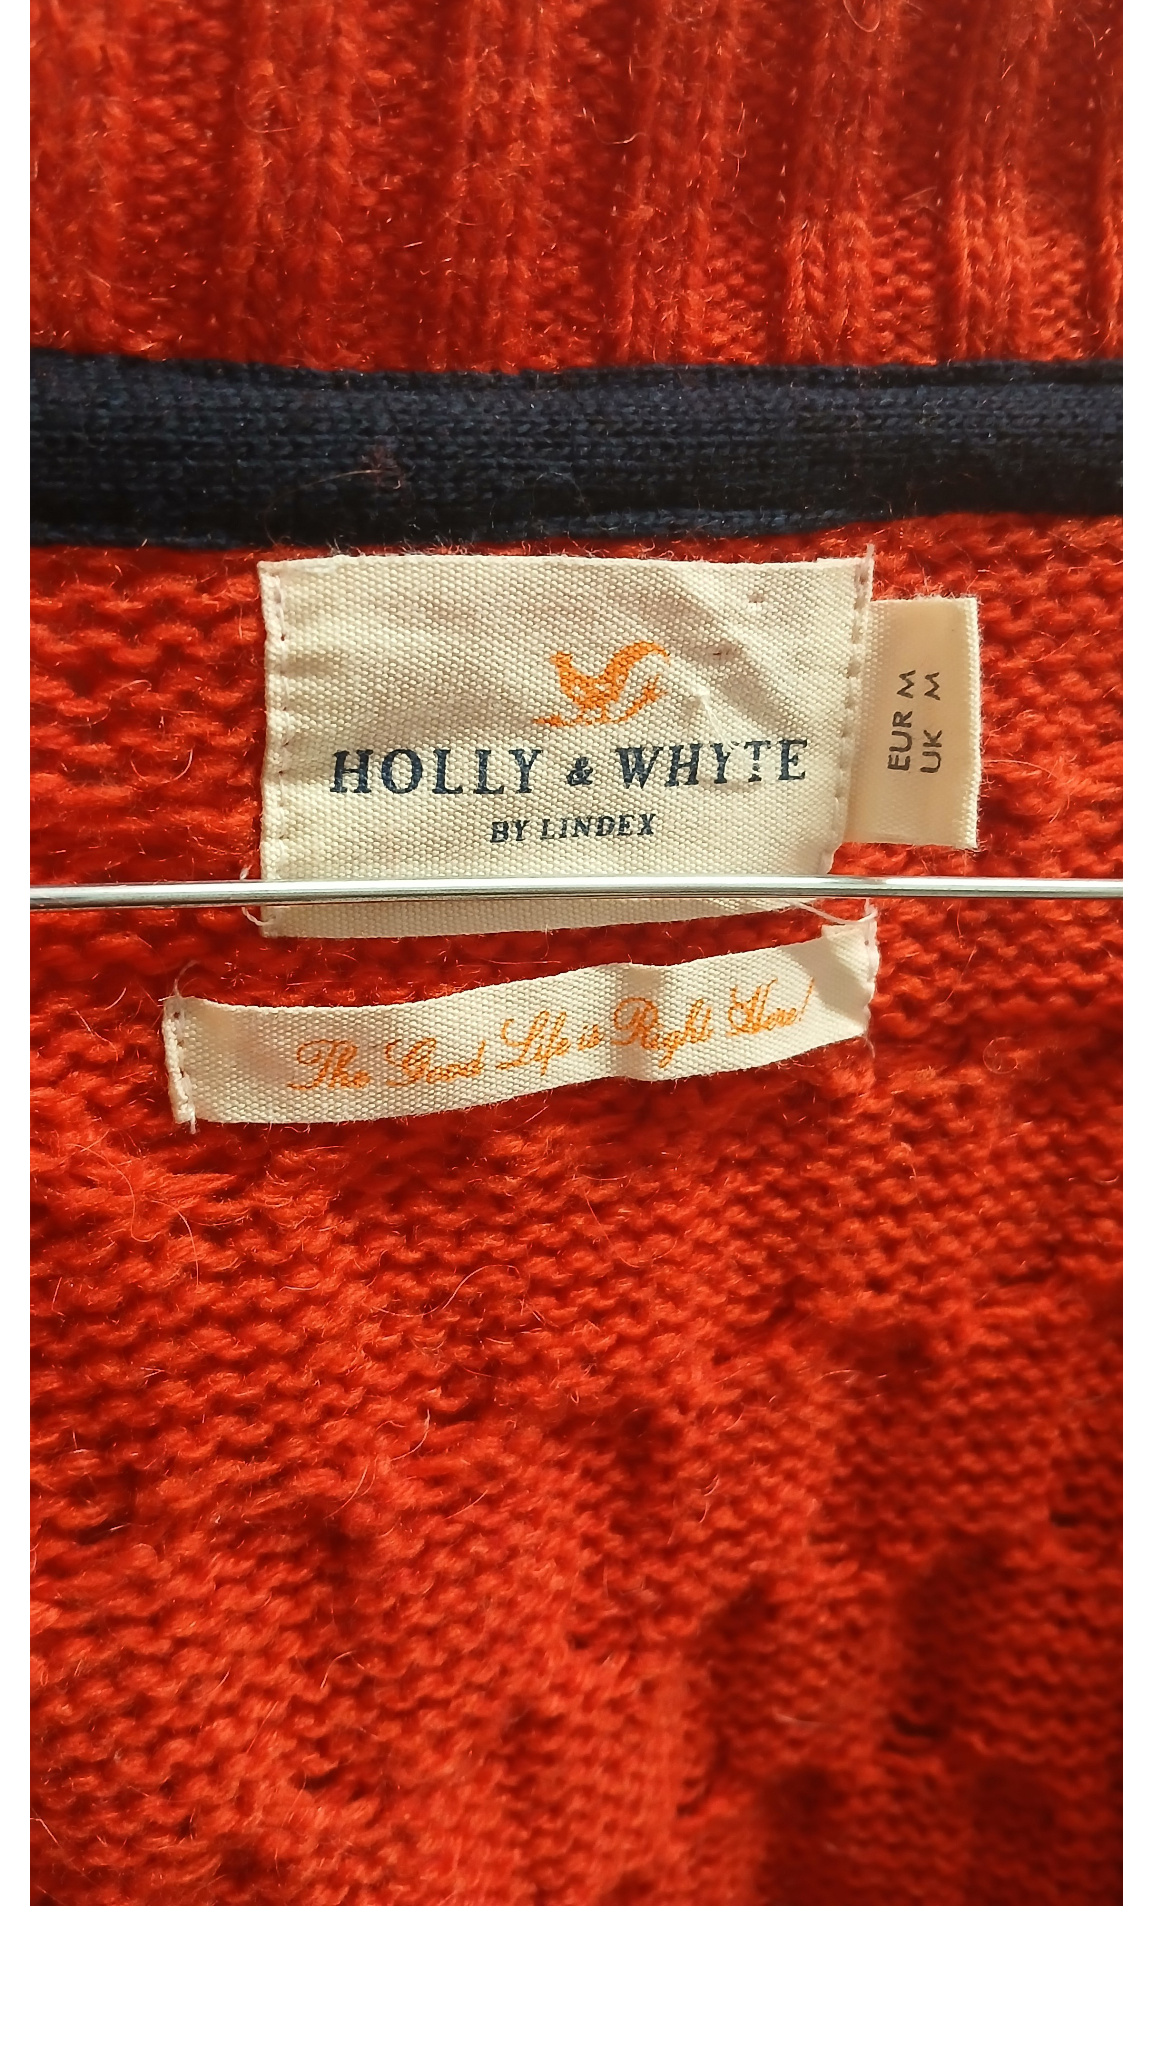 HOLLY & WHYTE
BY LINDEX
EUR M
UK M
The Good Life is Right Here!